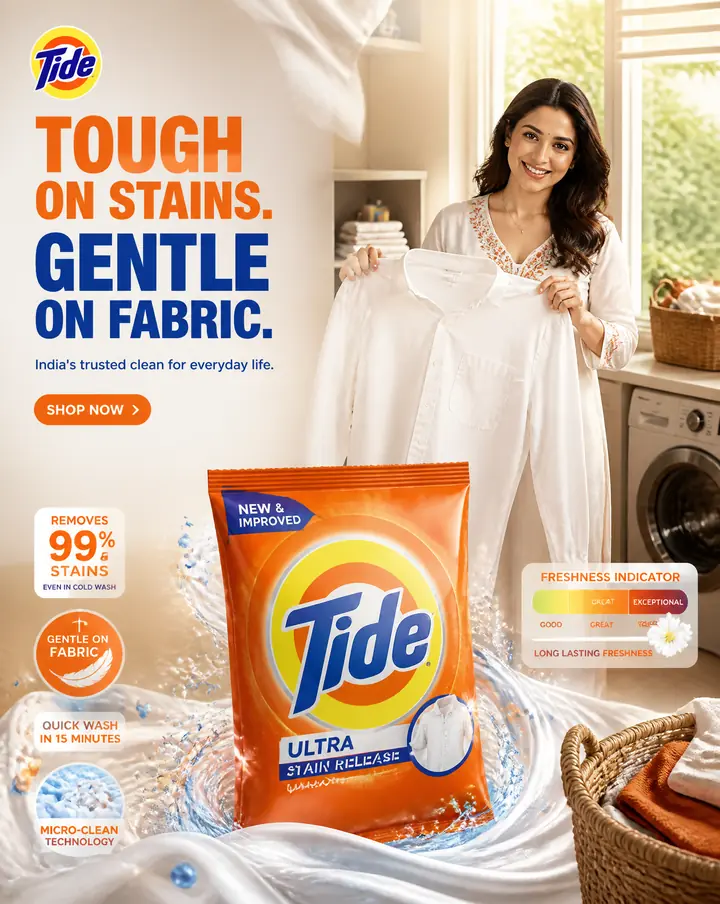 Tide
TOUGH
ON STAINS.
GENTLE
ON FABRIC.
India's trusted clean for everyday life.
SHOP NOW >
REMOVES
99%
&
STAINS
EVEN IN COLD WASH
GENTLE ON
FABRIC
QUICK WASH
IN 15 MINUTES
MICRO-CLEAN
TECHNOLOGY
NEW &
IMPROVED
Tide
ULTRA
STAIN RELEASE
FRESHNESS INDICATOR
GREAT EXCEPTIONAL
GOOD GREAT
LONG LASTING FRESHNESS